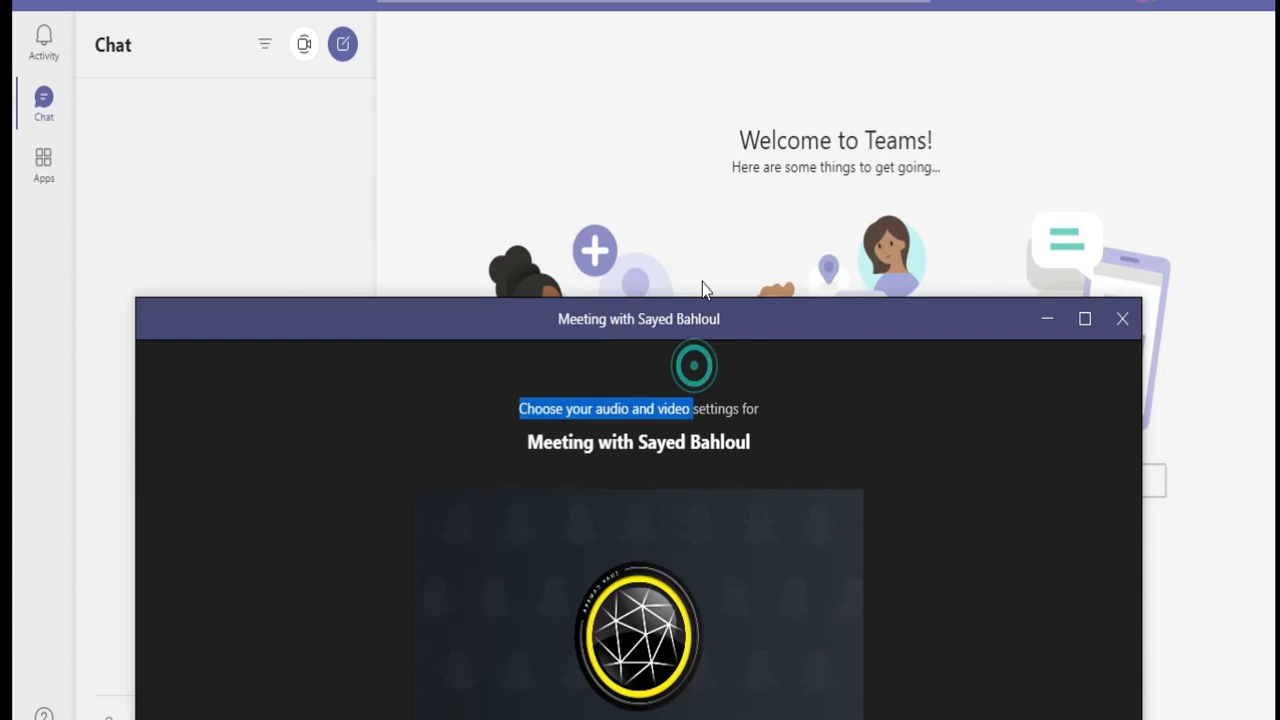 Activity
Chat
Apps
Chat
Welcome to Teams!
Here are some things to get going...
Meeting with Sayed Bahloul
Choose your audio and video settings for
Meeting with Sayed Bahloul